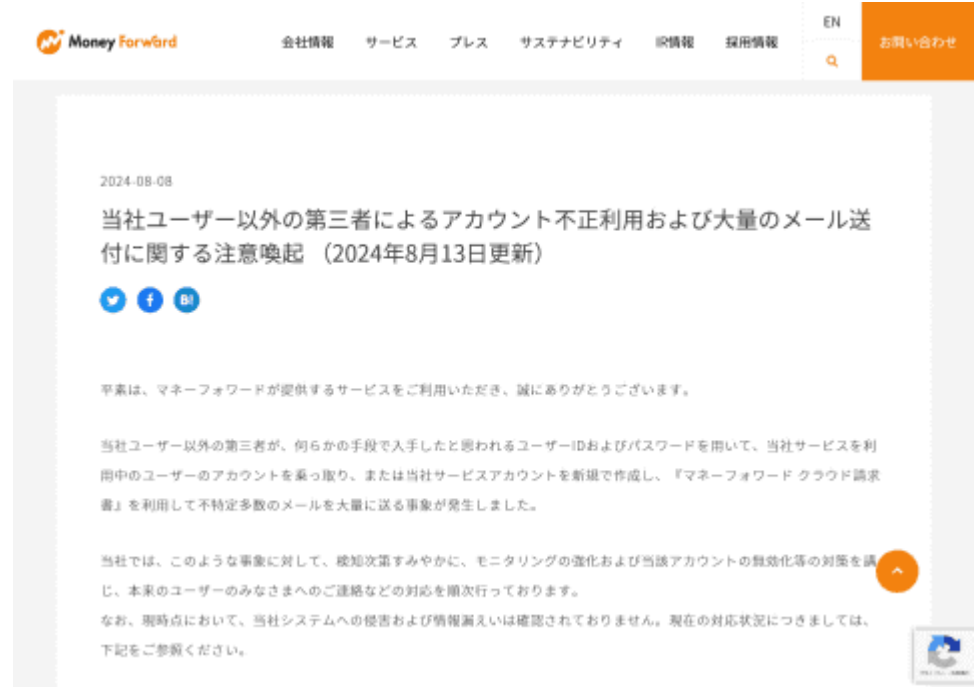 Money Forward
会社情報 サービス プレス サステナビリティ IR情報 採用情報
EN
お問い合わせ
2024-08-08
当社ユーザー以外の第三者によるアカウント不正利用および大量のメール送
付に関する注意喚起 （2024年8月13日更新）
B!
平素は、マネーフォワードが提供するサービスをご利用いただき、誠にありがとうございます。
当社ユーザー以外の第三者が、何らかの手段で入手したと思われるユーザーIDおよびパスワードを用いて、当社サービスを利
用中のユーザーのアカウントを乗っ取り、または当社サービスアカウントを新規で作成し、『マネーフォワード クラウド請求
書』を利用して不特定多数のメールを大量に送る事象が発生しました。
当社では、このような事象に対して、検知次第すみやかに、モニタリングの強化および当該アカウントの無効化等の対策を講
じ、本来のユーザーのみなさまへのご連絡などの対応を順次行っております。
なお、現時点において、当社システムへの侵害および情報漏えいは確認されておりません。現在の対応状況につきましては、
下記をご参照ください。